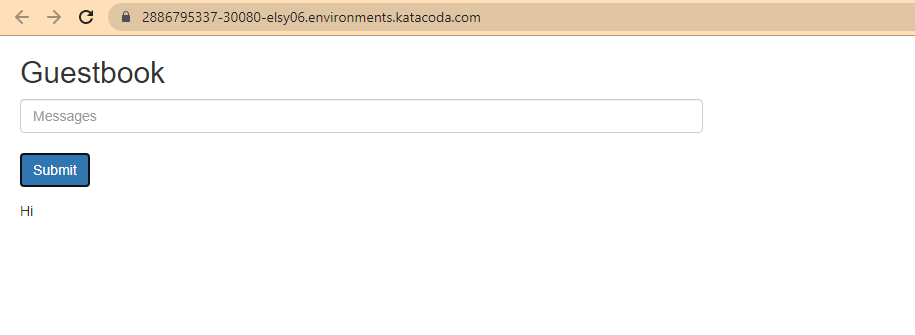 2886795337-30080-elsy06.environments.katacoda.com
Guestbook
Messages
Submit
Hi